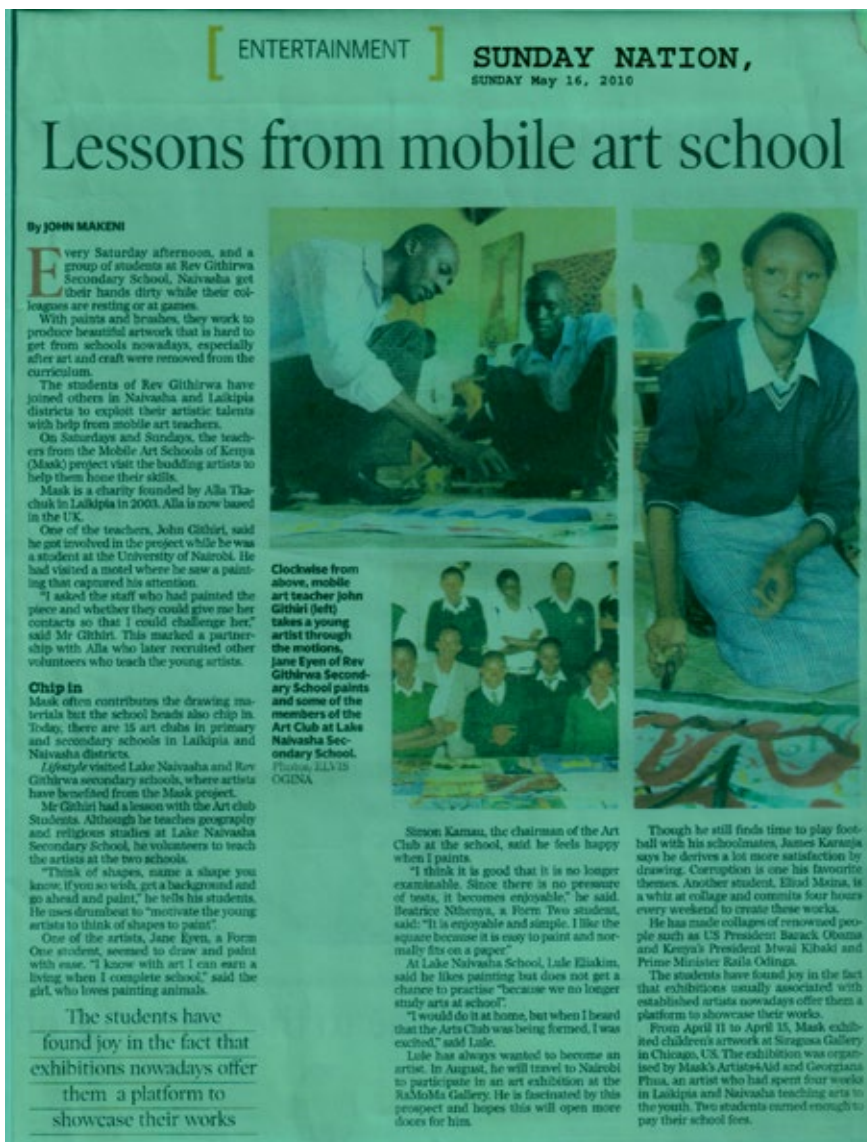 ENTERTAINMENT
SUNDAY NATION,
SUNDAY May 16, 2010
Lessons from mobile art school
By JOHN MAKENI
Every Saturday afternoon, and a
group of students at Rev Githirwa
Secondary School, Naivasha get
their hands dirty while their col-
leagues are resting or at games.
With paints and brushes, they work to
produce beautiful artwork that is hard to
get from schools nowadays, especially
after art and craft were removed from the
curriculum.
The students of Rev Githirwa have
joined others in Naivasha and Laikipia
districts to exploit their artistic talents
with help from mobile art teachers.
On Saturdays and Sundays, the teach-
ers from the Mobile Art Schools of Kenya
(Mask) project visit the budding artists to
help them hone their skills.
Mask is a charity founded by Alla Tka-
chuk in Laikipia in 2003. Alla is now based
in the UK.
One of the teachers, John Githiri, said
he got involved in the project while he was
a student at the University of Nairobi. He
had visited a motel where he saw a paint-
ing that captured his attention.
"I asked the staff who had painted the
piece and whether they could give me her
contacts so that I could challenge her,"
said Mr Githiri. This marked a partner-
ship with Alla who later recruited other
volunteers who teach the young artists.
Chip in
Mask often contributes the drawing ma-
terials but the school heads also chip in.
Today, there are 15 art clubs in primary
and secondary schools in Laikipia and
Naivasha districts.
Lifestyle visited Lake Naivasha and Rev
Githirwa secondary schools, where artists
have benefited from the Mask project.
Mr Githiri had a lesson with the Art club
Students. Although he teaches geography
and religious studies at Lake Naivasha
Secondary School, he volunteers to teach
the artists at the two schools.
"Think of shapes, name a shape you
know, if you so wish, get a background and
go ahead and paint," he tells his students.
He uses drumbeat to "motivate the young
artists to think of shapes to paint".
One of the artists, Jane Eyen, a Form
One student, seemed to draw and paint
with ease. "I know with art I can earn a
living when I complete school," said the
girl, who loves painting animals.
The students have
found joy in the fact that
exhibitions nowadays offer
them a platform to
showcase their works
Clockwise from
above, mobile
art teacher John
Githiri (left)
takes a young
artist through
the motions,
Jane Eyen of Rev
Githirwa Second-
ary School paints
and some of the
members of the
Art Club at Lake
Naivasha Sec-
ondary School.
Photos/ELVIS
OGINA
Simon Kamau, the chairman of the Art
Club at the school, said he feels happy
when I paints.
"I think it is good that it is no longer
examinable. Since there is no pressure
of tests, it becomes enjoyable," he said.
Beatrice Nthenya, a Form Two student,
said: "It is enjoyable and simple. I like the
square because it is easy to paint and nor-
mally fits on a paper."
At Lake Naivasha School, Lule Eliakim,
said he likes painting but does not get a
chance to practise "because we no longer
study arts at school".
"I would do it at home, but when I heard
that the Arts Club was being formed, I was
excited," said Lule.
Lule has always wanted to become an
artist. In August, he will travel to Nairobi
to participate in an art exhibition at the
RaMoMa Gallery. He is fascinated by this
prospect and hopes this will open more
doors for him.
Though he still finds time to play foot-
ball with his schoolmates, James Karanja
says he derives a lot more satisfaction by
drawing. Corruption is one his favourite
themes. Another student, Eliud Maina, is
a whiz at collage and commits four hours
every weekend to create these works.
He has made collages of renowned peo-
ple such as US President Barack Obama
and Kenya's President Mwai Kibaki and
Prime Minister Raila Odinga.
The students have found joy in the fact
that exhibitions usually associated with
established artists nowadays offer them a
platform to showcase their works.
From April 11 to April 15, Mask exhib-
ited children's artwork at Siragusa Gallery
in Chicago, US. The exhibition was organ-
ised by Mask's Artists4Aid and Georgiana
Phua, an artist who had spent four weeks
in Laikipia and Naivasha teaching arts to
the youth. Two students earned enough to
pay their school fees.